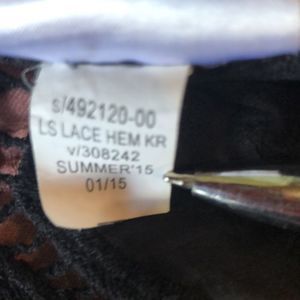 s/492120-00
LS LACE HEM KR
v/308242
SUMMER'15
01/15